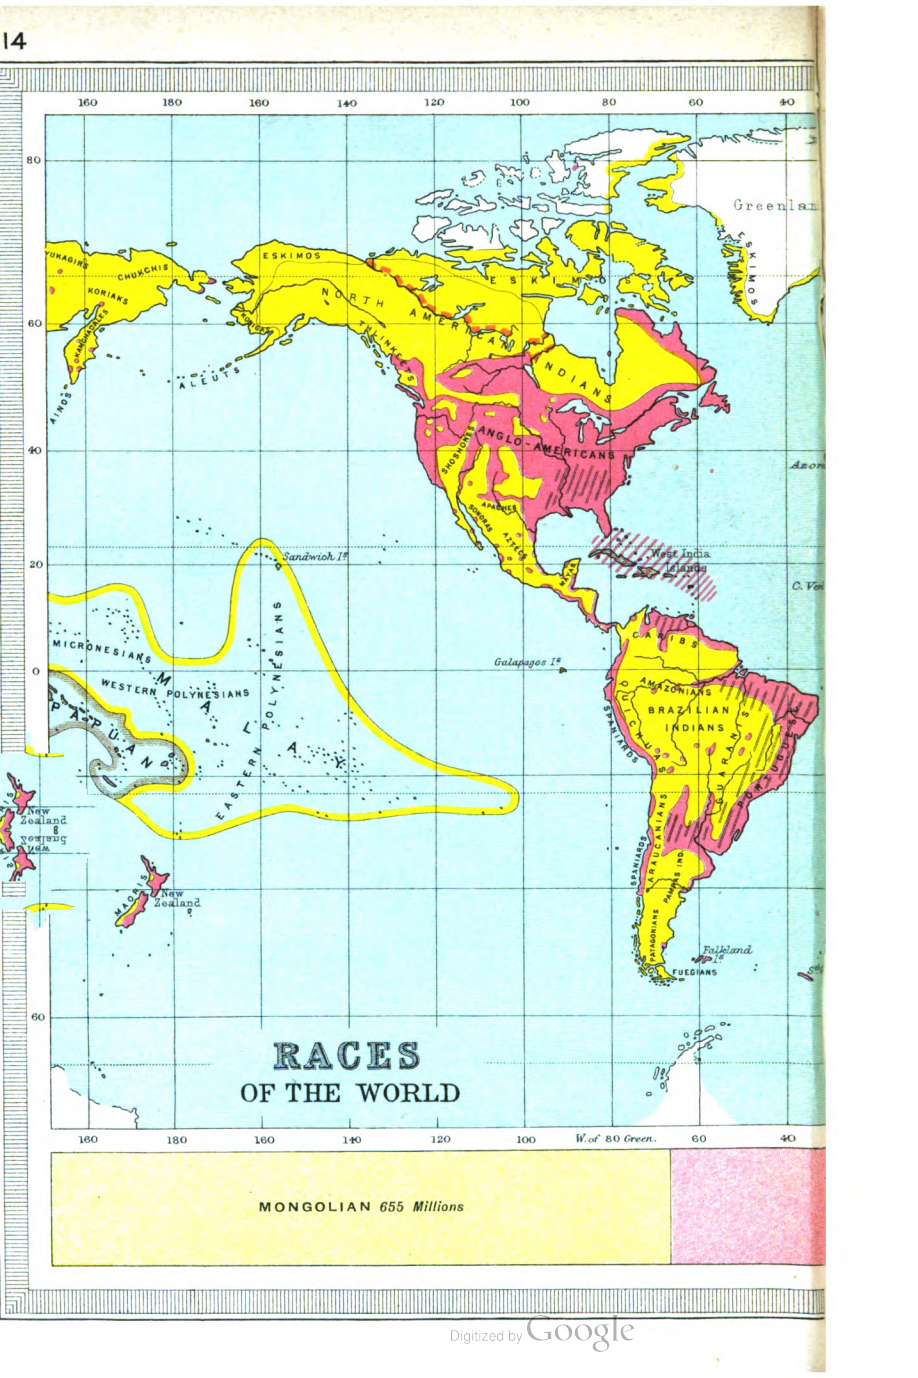 14
160 180 160 140 120 100 80 60 40
80
Greenlan
ESKIMOS
YUKAGIRS
CHUKCHIS
KORIAKS
KAMCHADALES
ESKIMOS
ESKIMOS
NORTH AMERICAN INDIANS
60
THLINKEETS
ALEUTS
AINOS
ANGLO-AMERICANS
SHOSHONES
40
Azor
APACHES
SONORAS
AZTECS
MAYAS
20
Sandwich Is
West India
Islands
C. Ver
MICRONESIANS
WESTERN POLYNESIANS
EASTERN POLYNESIANS
MALAY
PAPUANS
0
Galapagos Is
CARIBS
AMAZONIANS
BRAZILIAN
INDIANS
QUICHUAS
SPANIARDS
GUARANIS
PORTUGUESE
New
Zealand
MAORIS
New
Zealand
SPANIARDS
ARAUCANIANS
PAMPAS IND.
PATAGONIANS
Falkland
Is
FUEGIANS
60
RACES
OF THE WORLD
160 180 160 140 120 100 W. of 80 Green. 60 40
MONGOLIAN 655 Millions
Digitized by Google